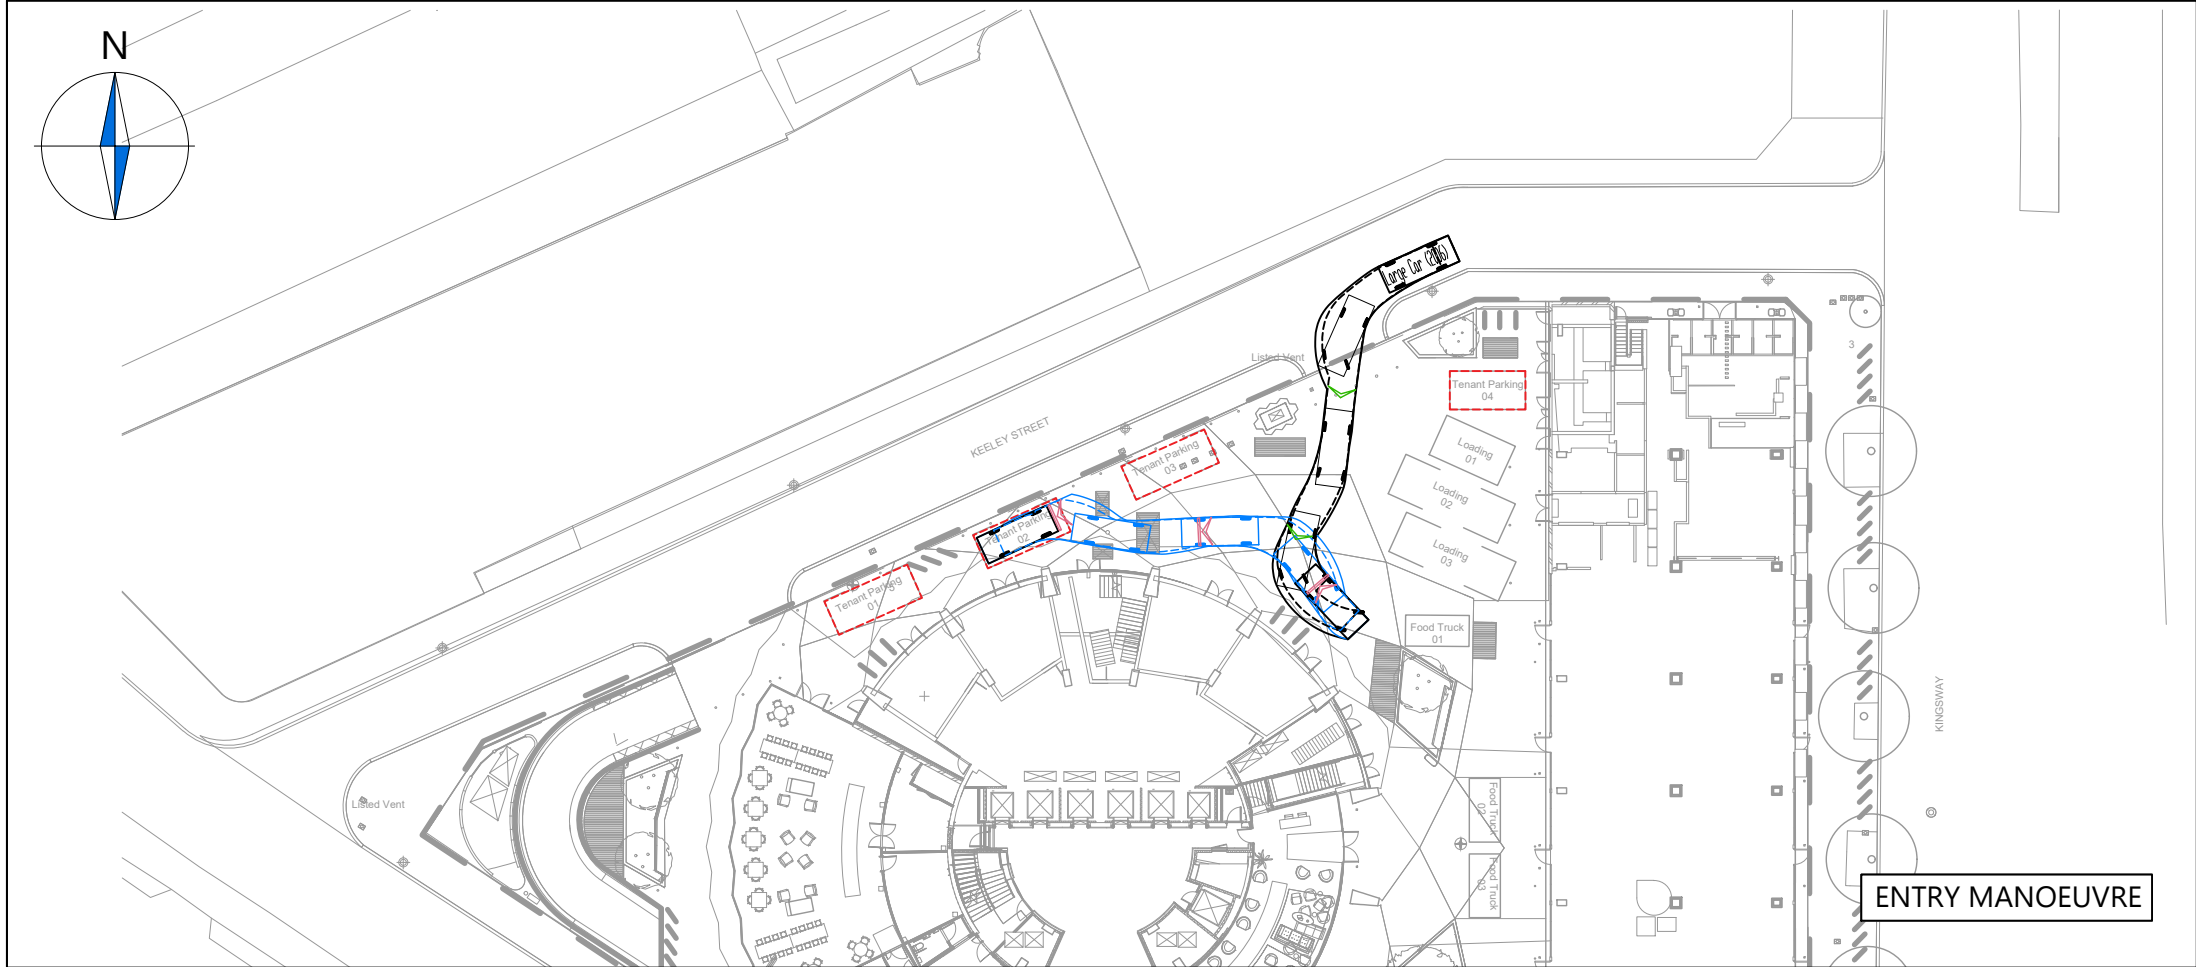 N
Large Car (2006)
Listed Vent
3
Tenant Parking
04
KEELEY STREET
Tenant Parking
03
Loading
01
Loading
02
Loading
03
Tenant Parking
02
Tenant Parking
01
Food Truck
01
KINGSWAY
Listed Vent
Food Truck
02
Food Truck
03
ENTRY MANOEUVRE